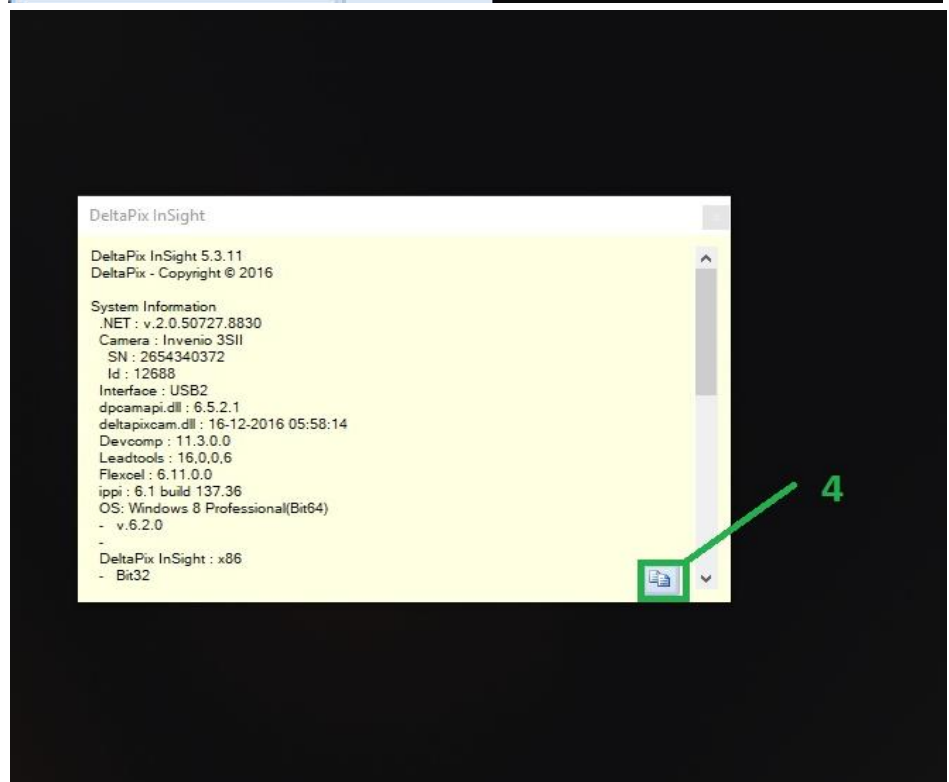 DeltaPix InSight
DeltaPix InSight 5.3.11
DeltaPix - Copyright © 2016
System Information
.NET : v.2.0.50727.8830
Camera : Invenio 3SII
SN : 2654340372
Id : 12688
Interface : USB2
dpcamapi.dll : 6.5.2.1
deltapixcam.dll : 16-12-2016 05:58:14
Devcomp : 11.3.0.0
Leadtools : 16,0,0,6
Flexcel : 6.11.0.0
ippi : 6.1 build 137.36
OS: Windows 8 Professional(Bit64)
- v.6.2.0
-
DeltaPix InSight : x86
- Bit32
4